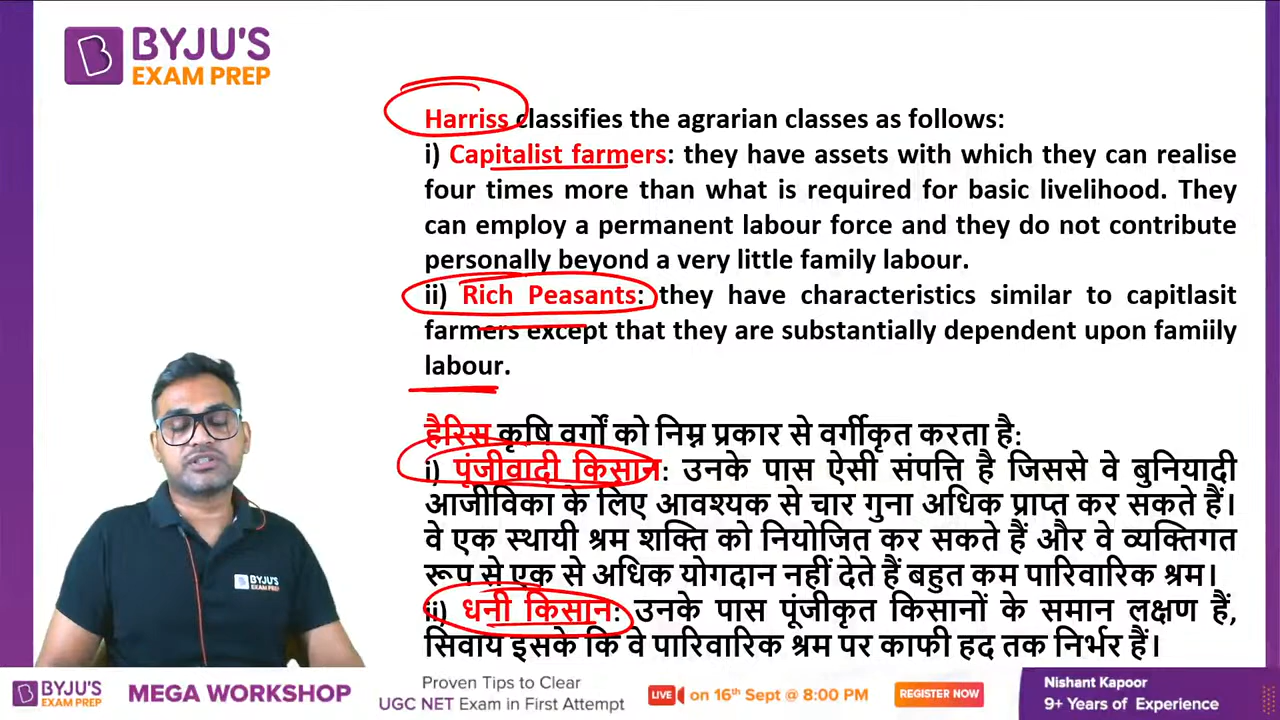 BYJU'S
EXAM PREP
Harriss classifies the agrarian classes as follows:
i) Capitalist farmers: they have assets with which they can realise
four times more than what is required for basic livelihood. They
can employ a permanent labour force and they do not contribute
personally beyond a very little family labour.
ii) Rich Peasants: they have characteristics similar to capitlasit
farmers except that they are substantially dependent upon famiily
labour.
हैरिस कृषि वर्गों को निम्न प्रकार से वर्गीकृत करता है:
i) पूंजीवादी किसान: उनके पास ऐसी संपत्ति है जिससे वे बुनियादी
आजीविका के लिए आवश्यक से चार गुना अधिक प्राप्त कर सकते हैं।
वे एक स्थायी श्रम शक्ति को नियोजित कर सकते हैं और वे व्यक्तिगत
रूप से एक से अधिक योगदान नहीं देते हैं बहुत कम पारिवारिक श्रम।
ii) धनी किसान: उनके पास पूंजीकृत किसानों के समान लक्षण हैं,
सिवाय इसके कि वे पारिवारिक श्रम पर काफी हद तक निर्भर हैं।
BYJU'S
EXAM PREP
BYJU'S
EXAM PREP
MEGA WORKSHOP
Proven Tips to Clear
UGC NET Exam in First Attempt
LIVE on 16th Sept @ 8:00 PM
REGISTER NOW
Nishant Kapoor
9+ Years of Experience